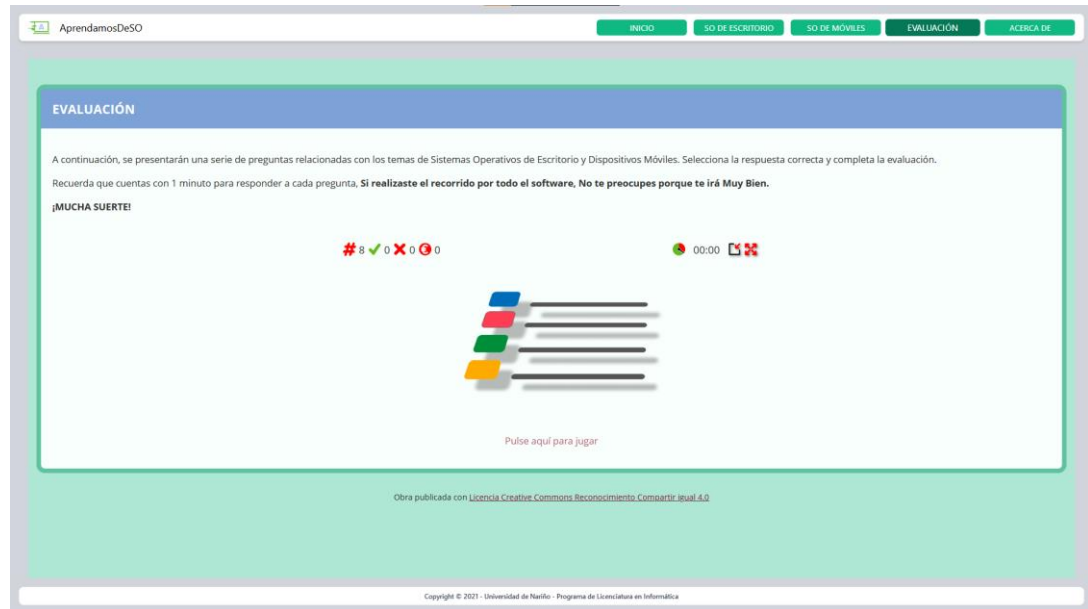 AprendamosDeSO
INICIO
SO DE ESCRITORIO
SO DE MÓVILES
EVALUACIÓN
ACERCA DE
EVALUACIÓN
A continuación, se presentarán una serie de preguntas relacionadas con los temas de Sistemas Operativos de Escritorio y Dispositivos Móviles. Selecciona la respuesta correcta y completa la evaluación.
Recuerda que cuentas con 1 minuto para responder a cada pregunta, Si realizaste el recorrido por todo el software, No te preocupes porque te irá Muy Bien.
¡MUCHA SUERTE!
# 8 0 0 0 00:00
Pulse aquí para jugar
Obra publicada con Licencia Creative Commons Reconocimiento Compartir igual 4.0
Copyright © 2021 - Universidad de Nariño - Programa de Licenciatura en Informática